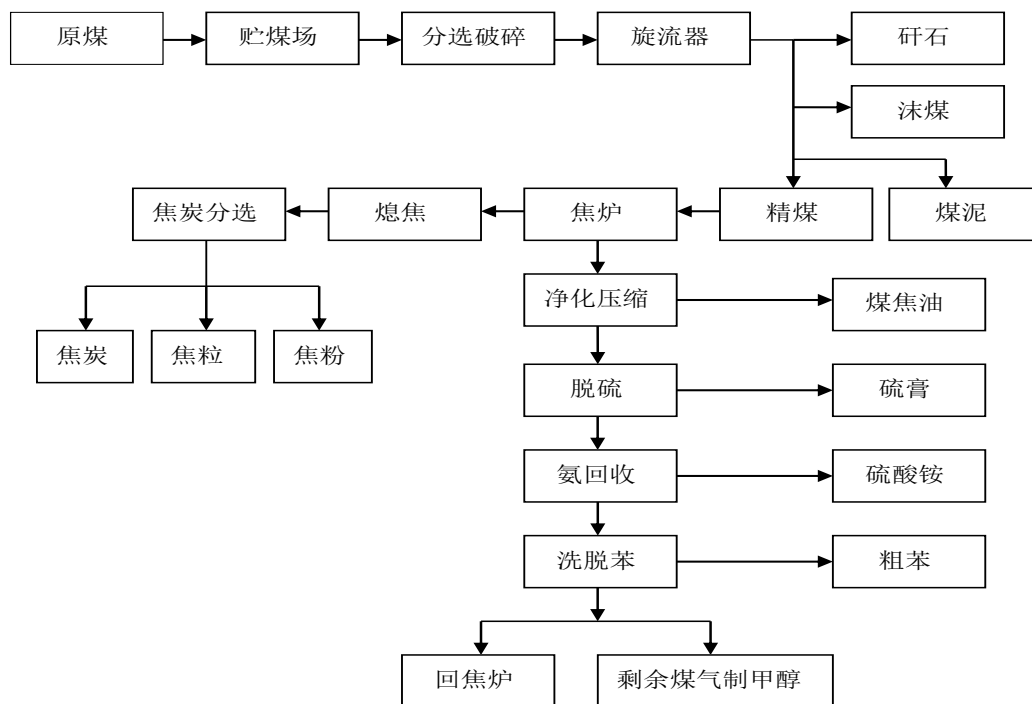 原煤
贮煤场
分选破碎
旋流器
矸石
沫煤
焦炭分选
熄焦
焦炉
精煤
煤泥
净化压缩
煤焦油
焦炭
焦粒
焦粉
脱硫
硫膏
氨回收
硫酸铵
洗脱苯
粗苯
回焦炉
剩余煤气制甲醇